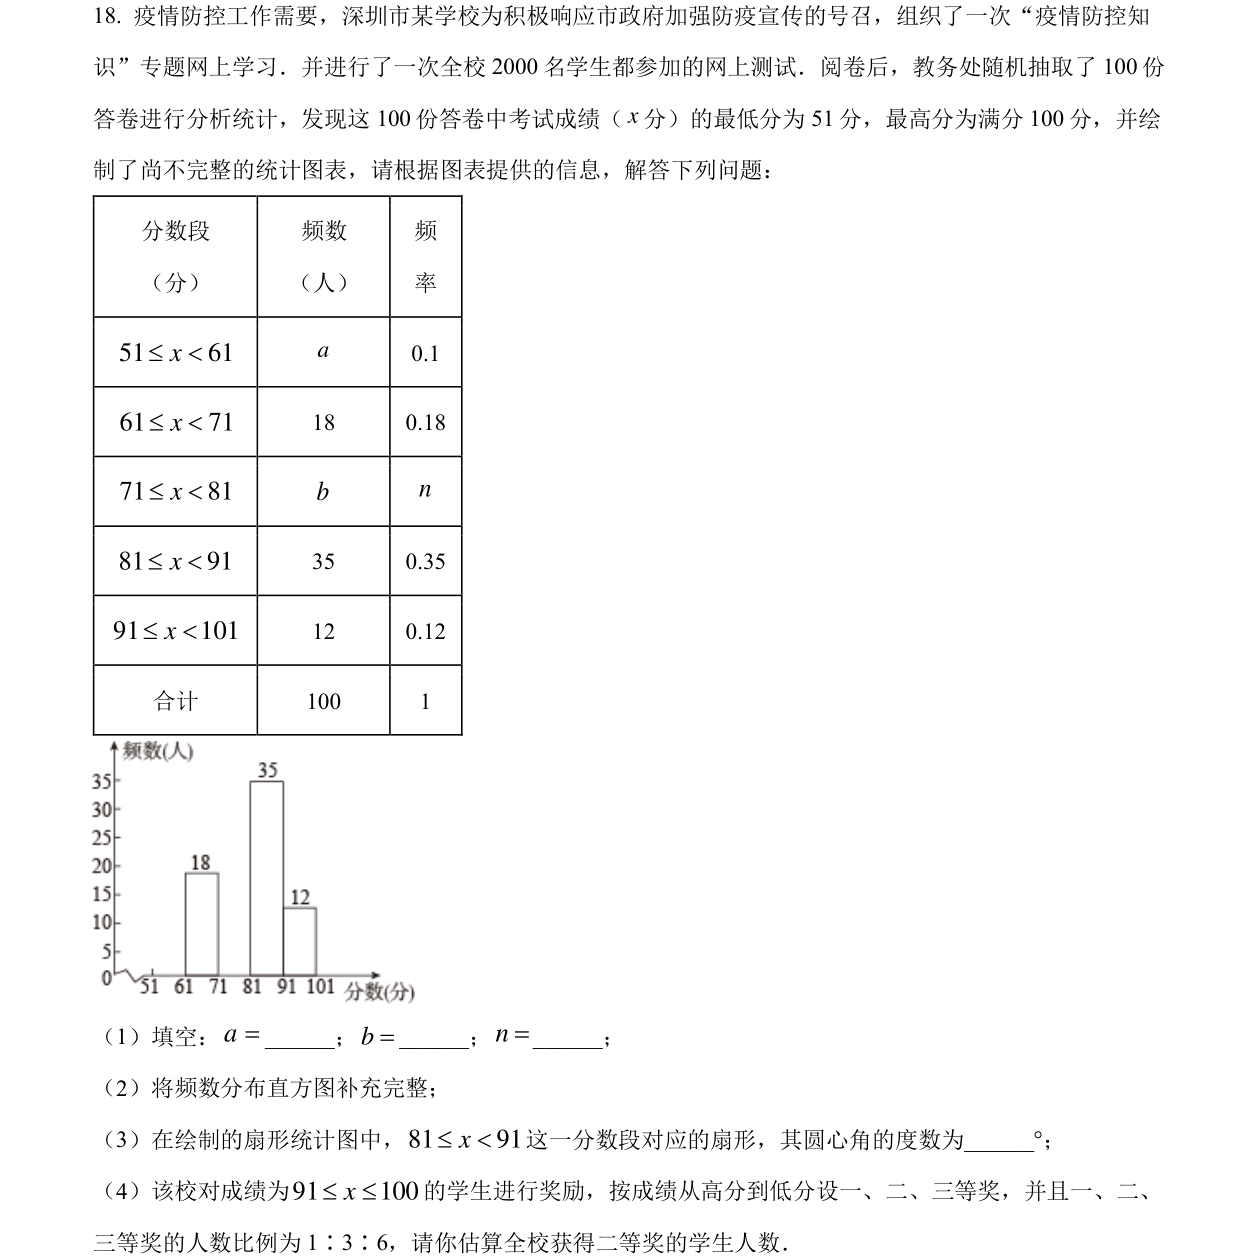 18. 疫情防控工作需要，深圳市某学校为积极响应市政府加强防疫宣传的号召，组织了一次“疫情防控知
识”专题网上学习．并进行了一次全校 2000 名学生都参加的网上测试．阅卷后，教务处随机抽取了 100 份
答卷进行分析统计，发现这 100 份答卷中考试成绩（x 分）的最低分为 51 分，最高分为满分 100 分，并绘
制了尚不完整的统计图表，请根据图表提供的信息，解答下列问题：
分数段（分） 频数（人） 频率
51≤x<61 a 0.1
61≤x<71 18 0.18
71≤x<81 b n
81≤x<91 35 0.35
91≤x<101 12 0.12
合计 100 1
频数(人)
35
35
30
25
20
18
15
12
10
5
0
51 61 71 81 91 101 分数(分)
（1）填空：a = ______；b = ______；n = ______；
（2）将频数分布直方图补充完整；
（3）在绘制的扇形统计图中，81≤x<91这一分数段对应的扇形，其圆心角的度数为______°；
（4）该校对成绩为91≤x≤100的学生进行奖励，按成绩从高分到低分设一、二、三等奖，并且一、二、
三等奖的人数比例为 1∶3∶6，请你估算全校获得二等奖的学生人数．